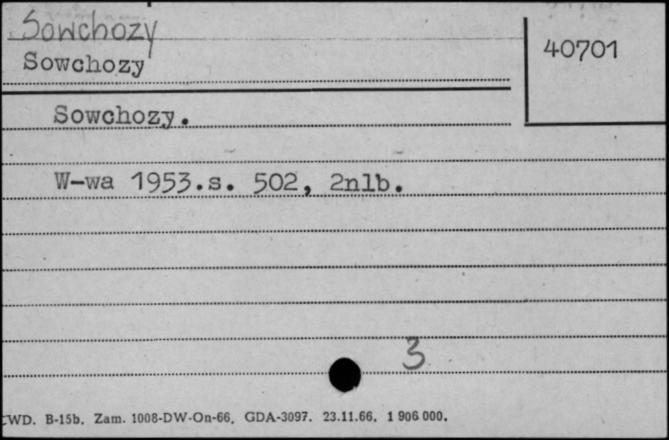 Sowchozy
40701
Sowchozy
Sowchozy.
W-wa 1953.s. 502, 2nlb.
3
CWD. B-15b. Zam. 1008-DW-On-66. GDA-3097. 23.11.66. 1 906 000.